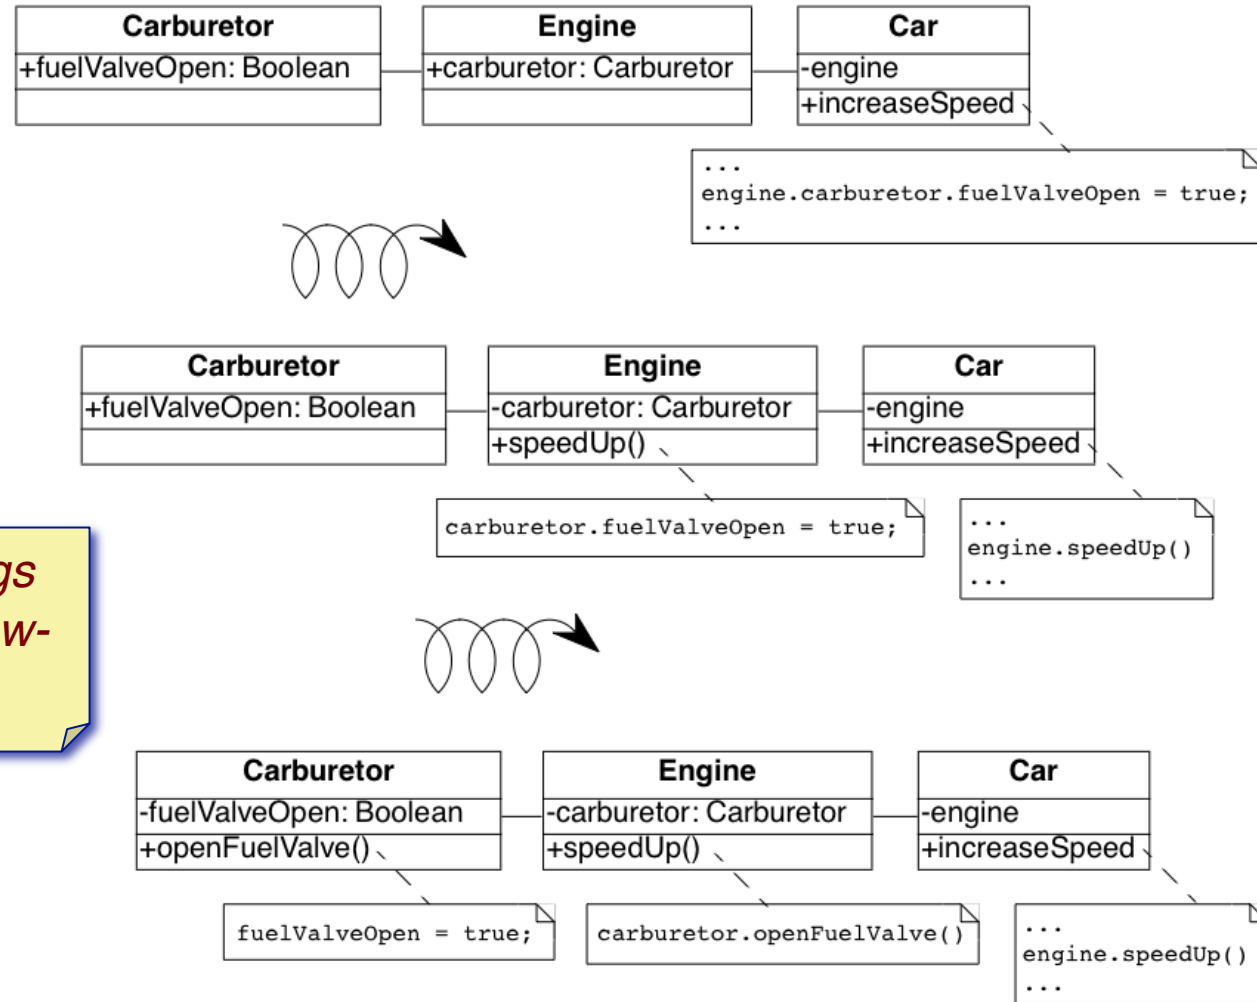 Carburetor
+fuelValveOpen: Boolean
Engine
+carburetor: Carburetor
Car
-engine
+increaseSpeed
...
engine.carburetor.fuelValveOpen = true;
...
Carburetor
+fuelValveOpen: Boolean
Engine
-carburetor: Carburetor
+speedUp()
Car
-engine
+increaseSpeed
carburetor.fuelValveOpen = true;
...
engine.speedUp()
...
gs
w-
Carburetor
-fuelValveOpen: Boolean
+openFuelValve()
Engine
-carburetor: Carburetor
+speedUp()
Car
-engine
+increaseSpeed
fuelValveOpen = true;
carburetor.openFuelValve()
...
engine.speedUp()
...